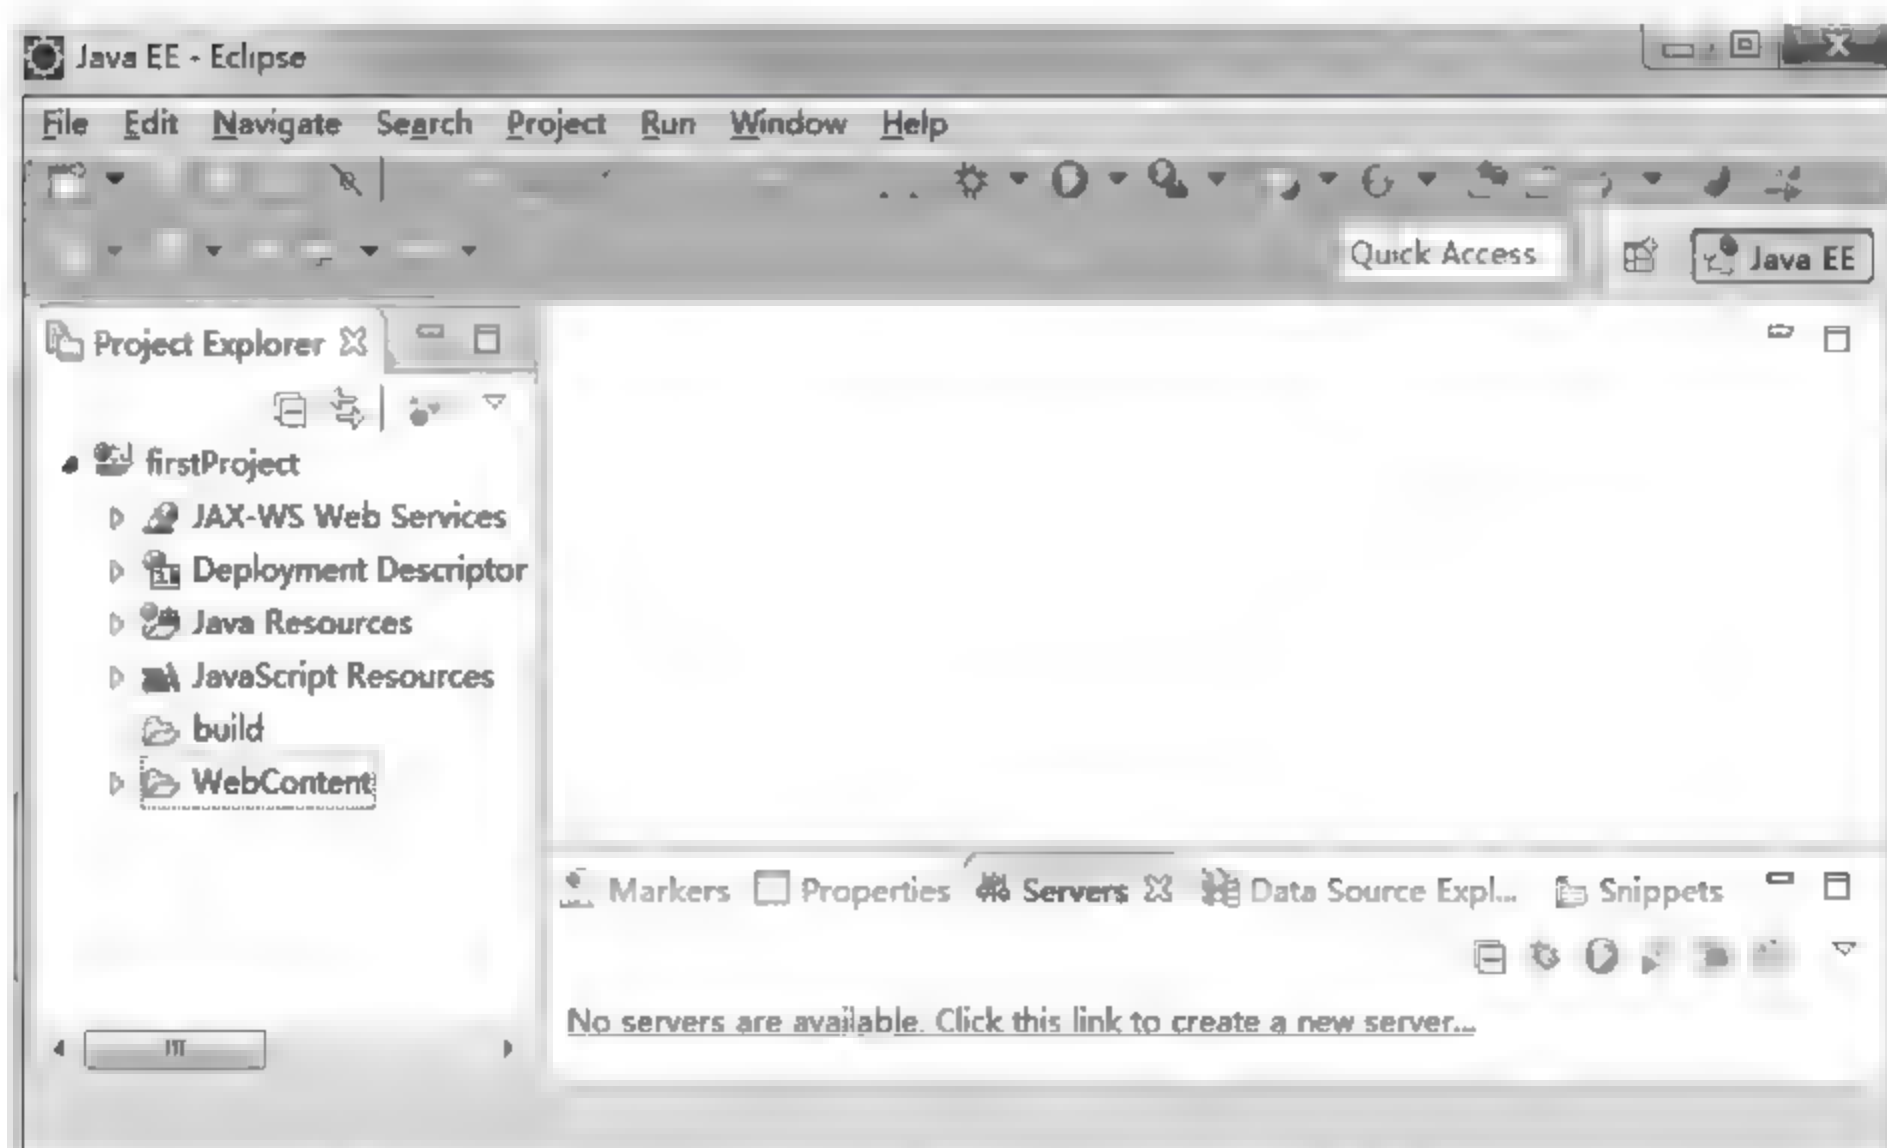 Java EE - Eclipse
File Edit Navigate Search Project Run Window Help
Quick Access
Java EE
Project Explorer
firstProject
JAX-WS Web Services
Deployment Descriptor
Java Resources
JavaScript Resources
build
WebContent
Markers Properties Servers Data Source Expl... Snippets
No servers are available. Click this link to create a new server...